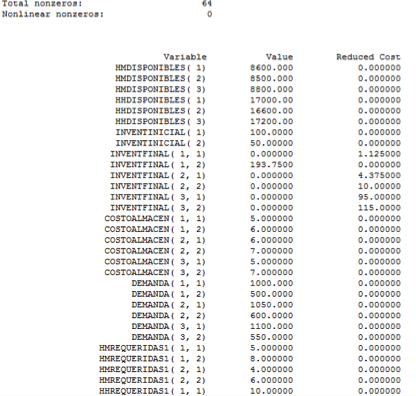 Total nonzeros: 64
Nonlinear nonzeros: 0
Variable Value Reduced Cost
HMDISPONIBLES( 1) 8600.000 0.000000
HMDISPONIBLES( 2) 8500.000 0.000000
HMDISPONIBLES( 3) 8800.000 0.000000
HHDISPONIBLES( 1) 17000.00 0.000000
HHDISPONIBLES( 2) 16600.00 0.000000
HHDISPONIBLES( 3) 17200.00 0.000000
INVENTINICIAL( 1) 100.0000 0.000000
INVENTINICIAL( 2) 50.00000 0.000000
INVENTFINAL( 1, 1) 0.000000 1.125000
INVENTFINAL( 1, 2) 193.7500 0.000000
INVENTFINAL( 2, 1) 0.000000 4.375000
INVENTFINAL( 2, 2) 0.000000 10.00000
INVENTFINAL( 3, 1) 0.000000 95.00000
INVENTFINAL( 3, 2) 0.000000 115.0000
COSTOALMACEN( 1, 1) 5.000000 0.000000
COSTOALMACEN( 1, 2) 6.000000 0.000000
COSTOALMACEN( 2, 1) 6.000000 0.000000
COSTOALMACEN( 2, 2) 7.000000 0.000000
COSTOALMACEN( 3, 1) 5.000000 0.000000
COSTOALMACEN( 3, 2) 7.000000 0.000000
DEMANDA( 1, 1) 1000.000 0.000000
DEMANDA( 1, 2) 500.0000 0.000000
DEMANDA( 2, 1) 1050.000 0.000000
DEMANDA( 2, 2) 600.0000 0.000000
DEMANDA( 3, 1) 1100.000 0.000000
DEMANDA( 3, 2) 550.0000 0.000000
HMREQUERIDAS1( 1, 1) 5.000000 0.000000
HMREQUERIDAS1( 1, 2) 8.000000 0.000000
HMREQUERIDAS1( 2, 1) 4.000000 0.000000
HMREQUERIDAS1( 2, 2) 6.000000 0.000000
HHREQUERIDAS1( 1, 1) 10.00000 0.000000